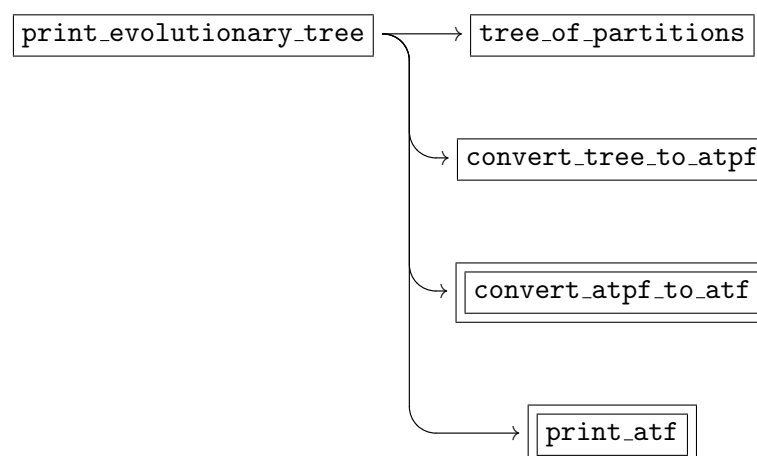 print_evolutionary_tree
tree_of_partitions
convert_tree_to_atpf
convert_atpf_to_atf
print_atf